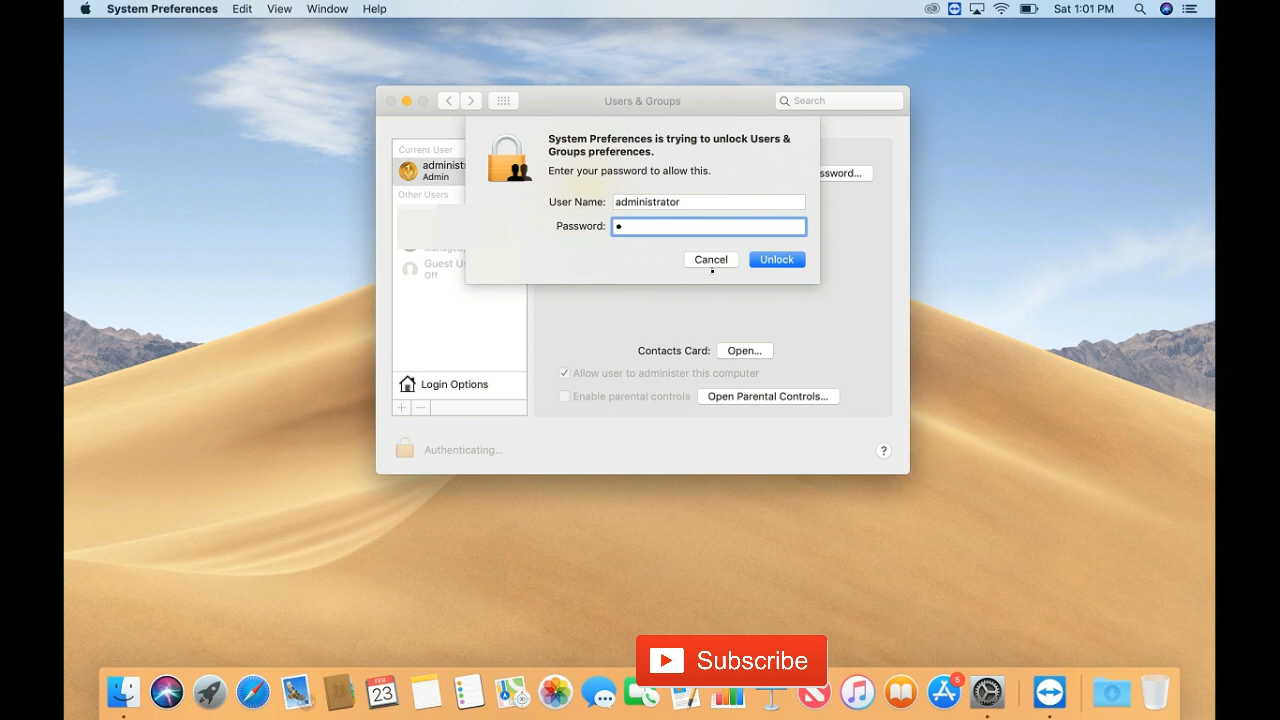 System Preferences Edit View Window Help
Sat 1:01 PM
Users & Groups
Search
System Preferences is trying to unlock Users &
Groups preferences.
Enter your password to allow this.
User Name: administrator
Password: •
Cancel Unlock
Current User
administ
Admin
Other Users
Guest Us
Off
Login Options
+ −
ssword...
Contacts Card: Open...
Allow user to administer this computer
Enable parental controls Open Parental Controls...
Authenticating...
?
Subscribe
FEB
23
5